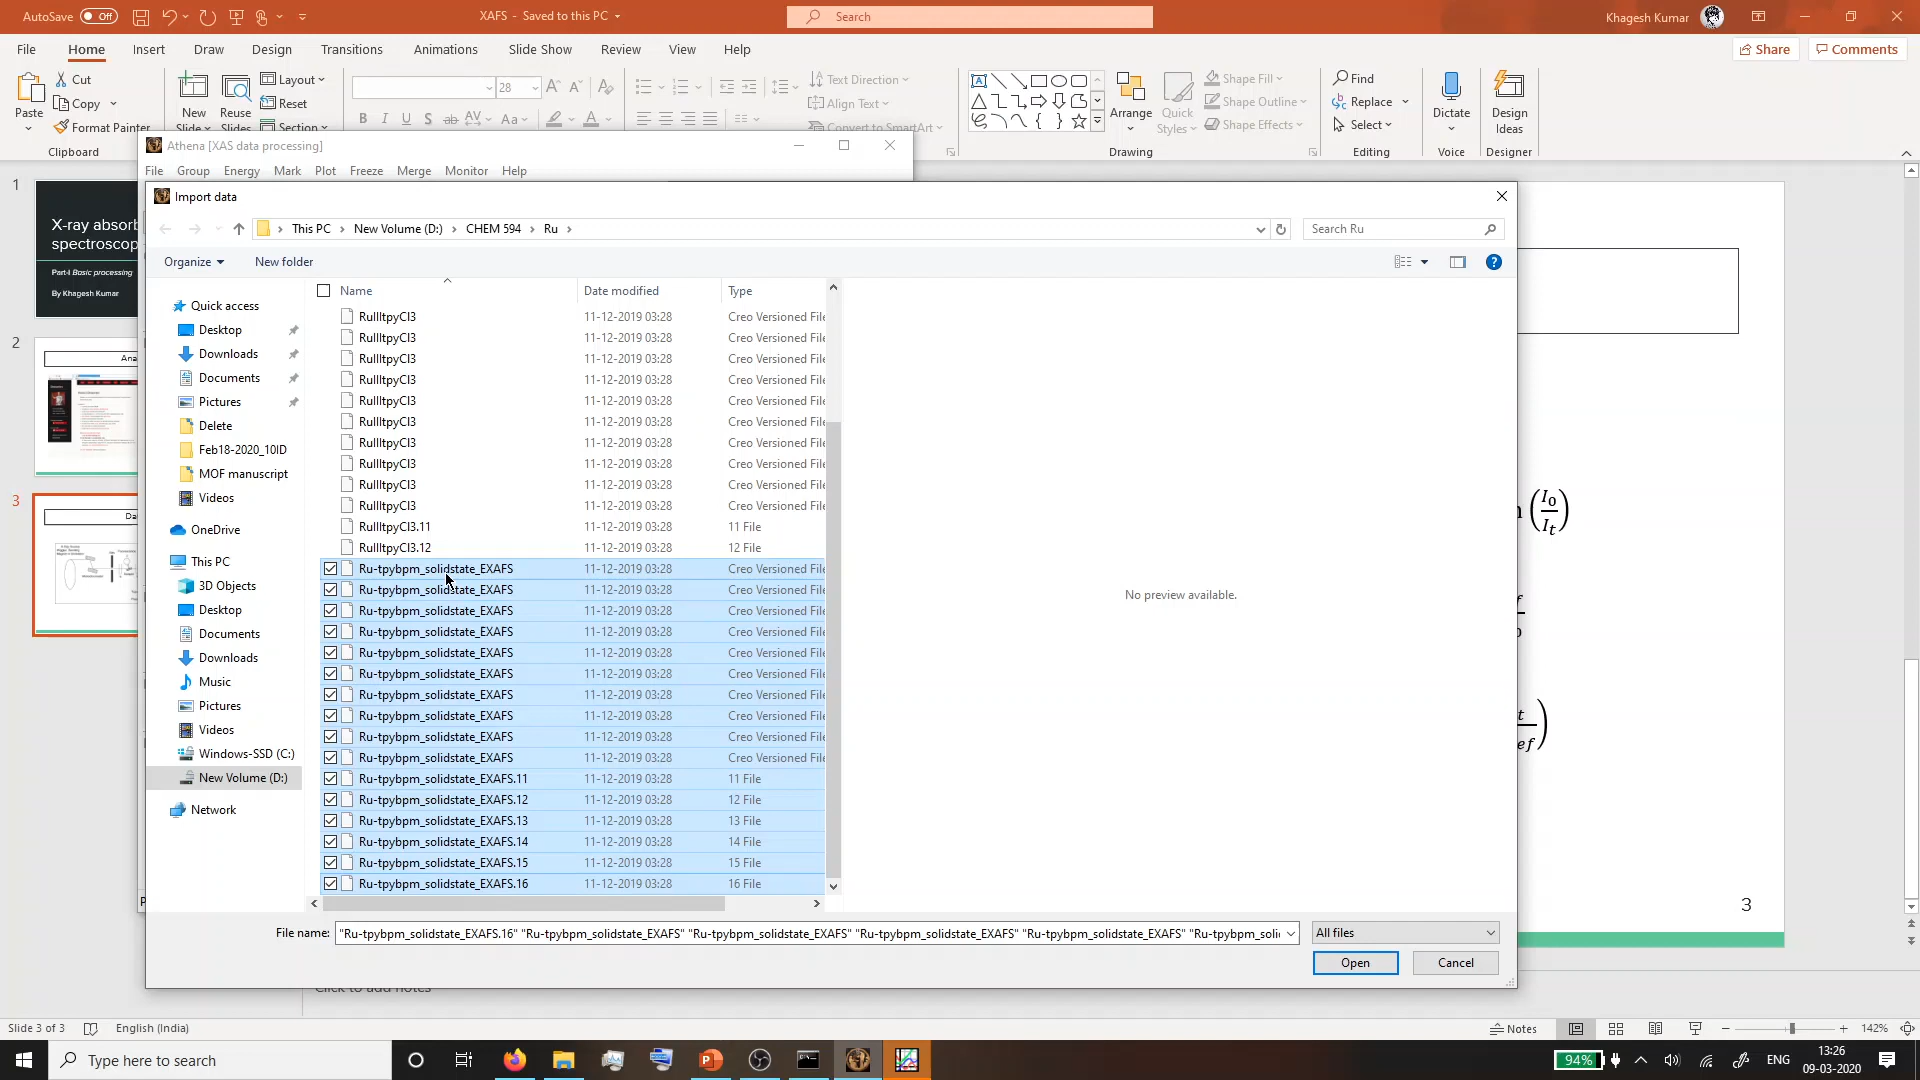 AutoSave Off
XAFS - Saved to this PC
Search
Khagesh Kumar
File Home Insert Draw Design Transitions Animations Slide Show Review View Help
Share Comments
Paste
Cut
Copy
Format Painter
Clipboard
New
Reuse
Layout
Reset
Section
28
Text Direction
Align Text
Convert to SmartArt
Arrange
Quick
Styles
Shape Fill
Shape Outline
Shape Effects
Drawing
Find
Replace
Select
Editing
Dictate
Voice
Design
Ideas
Designer
1
X-ray absorb
spectroscop
Part-I Basic processing
By Khagesh Kumar
2
Ana
3
Da
Athena [XAS data processing]
File Group Energy Mark Plot Freeze Merge Monitor Help
Import data
This PC > New Volume (D:) > CHEM 594 > Ru >
Search Ru
Organize New folder
Quick access
Desktop
Downloads
Documents
Pictures
Delete
Feb18-2020_10ID
MOF manuscript
Videos
OneDrive
This PC
3D Objects
Desktop
Documents
Downloads
Music
Pictures
Videos
Windows-SSD (C:)
New Volume (D:)
Network
Name Date modified Type
RuIIItpyCl3 11-12-2019 03:28 Creo Versioned File
RuIIItpyCl3 11-12-2019 03:28 Creo Versioned File
RuIIItpyCl3 11-12-2019 03:28 Creo Versioned File
RuIIItpyCl3 11-12-2019 03:28 Creo Versioned File
RuIIItpyCl3 11-12-2019 03:28 Creo Versioned File
RuIIItpyCl3 11-12-2019 03:28 Creo Versioned File
RuIIItpyCl3 11-12-2019 03:28 Creo Versioned File
RuIIItpyCl3 11-12-2019 03:28 Creo Versioned File
RuIIItpyCl3 11-12-2019 03:28 Creo Versioned File
RuIIItpyCl3 11-12-2019 03:28 Creo Versioned File
RuIIItpyCl3.11 11-12-2019 03:28 11 File
RuIIItpyCl3.12 11-12-2019 03:28 12 File
Ru-tpybpm_solidstate_EXAFS 11-12-2019 03:28 Creo Versioned File
Ru-tpybpm_solidstate_EXAFS 11-12-2019 03:28 Creo Versioned File
Ru-tpybpm_solidstate_EXAFS 11-12-2019 03:28 Creo Versioned File
Ru-tpybpm_solidstate_EXAFS 11-12-2019 03:28 Creo Versioned File
Ru-tpybpm_solidstate_EXAFS 11-12-2019 03:28 Creo Versioned File
Ru-tpybpm_solidstate_EXAFS 11-12-2019 03:28 Creo Versioned File
Ru-tpybpm_solidstate_EXAFS 11-12-2019 03:28 Creo Versioned File
Ru-tpybpm_solidstate_EXAFS 11-12-2019 03:28 Creo Versioned File
Ru-tpybpm_solidstate_EXAFS 11-12-2019 03:28 Creo Versioned File
Ru-tpybpm_solidstate_EXAFS 11-12-2019 03:28 Creo Versioned File
Ru-tpybpm_solidstate_EXAFS.11 11-12-2019 03:28 11 File
Ru-tpybpm_solidstate_EXAFS.12 11-12-2019 03:28 12 File
Ru-tpybpm_solidstate_EXAFS.13 11-12-2019 03:28 13 File
Ru-tpybpm_solidstate_EXAFS.14 11-12-2019 03:28 14 File
Ru-tpybpm_solidstate_EXAFS.15 11-12-2019 03:28 15 File
Ru-tpybpm_solidstate_EXAFS.16 11-12-2019 03:28 16 File
No preview available.
File name: "Ru-tpybpm_solidstate_EXAFS.16" "Ru-tpybpm_solidstate_EXAFS" "Ru-tpybpm_solidstate_EXAFS" "Ru-tpybpm_solidstate_EXAFS" "Ru-tpybpm_solidstate_EXAFS" "Ru-tpybpm_soli
All files
Open Cancel
n (I0/It)
f
t
ef)
3
Click to add notes
Slide 3 of 3 English (India) Notes 142%
Type here to search
94% ENG 13:26
09-03-2020